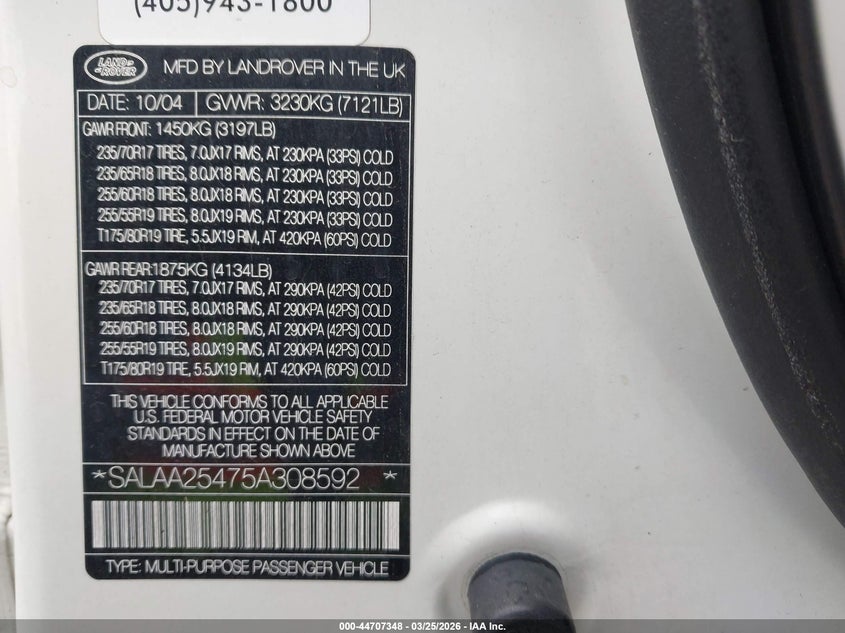 (405)943-1800
LAND
ROVER
MFD BY LANDROVER IN THE UK
DATE: 10/04 GVWR: 3230KG (7121LB)
GAWR FRONT: 1450KG (3197LB)
235/70R17 TIRES, 7.0JX17 RIMS, AT 230KPA (33PSI) COLD
235/65R18 TIRES, 8.0JX18 RIMS, AT 230KPA (33PSI) COLD
255/60R18 TIRES, 8.0JX18 RIMS, AT 230KPA (33PSI) COLD
255/55R19 TIRES, 8.0JX19 RIMS, AT 230KPA (33PSI) COLD
T175/80R19 TIRE, 5.5JX19 RIM, AT 420KPA (60PSI) COLD
GAWR REAR:1875KG (4134LB)
235/70R17 TIRES, 7.0JX17 RIMS, AT 290KPA (42PSI) COLD
235/65R18 TIRES, 8.0JX18 RIMS, AT 290KPA (42PSI) COLD
255/60R18 TIRES, 8.0JX18 RIMS, AT 290KPA (42PSI) COLD
255/55R19 TIRES, 8.0JX19 RIMS, AT 290KPA (42PSI) COLD
T175/80R19 TIRE, 5.5JX19 RIM, AT 420KPA (60PSI) COLD
THIS VEHICLE CONFORMS TO ALL APPLICABLE
U.S. FEDERAL MOTOR VEHICLE SAFETY
STANDARDS IN EFFECT ON THE DATE OF
MANUFACTURE SHOWN ABOVE
*SALAA25475A308592 *
TYPE: MULTI-PURPOSE PASSENGER VEHICLE
000-44707348 - 03/25/2026 - IAA Inc.